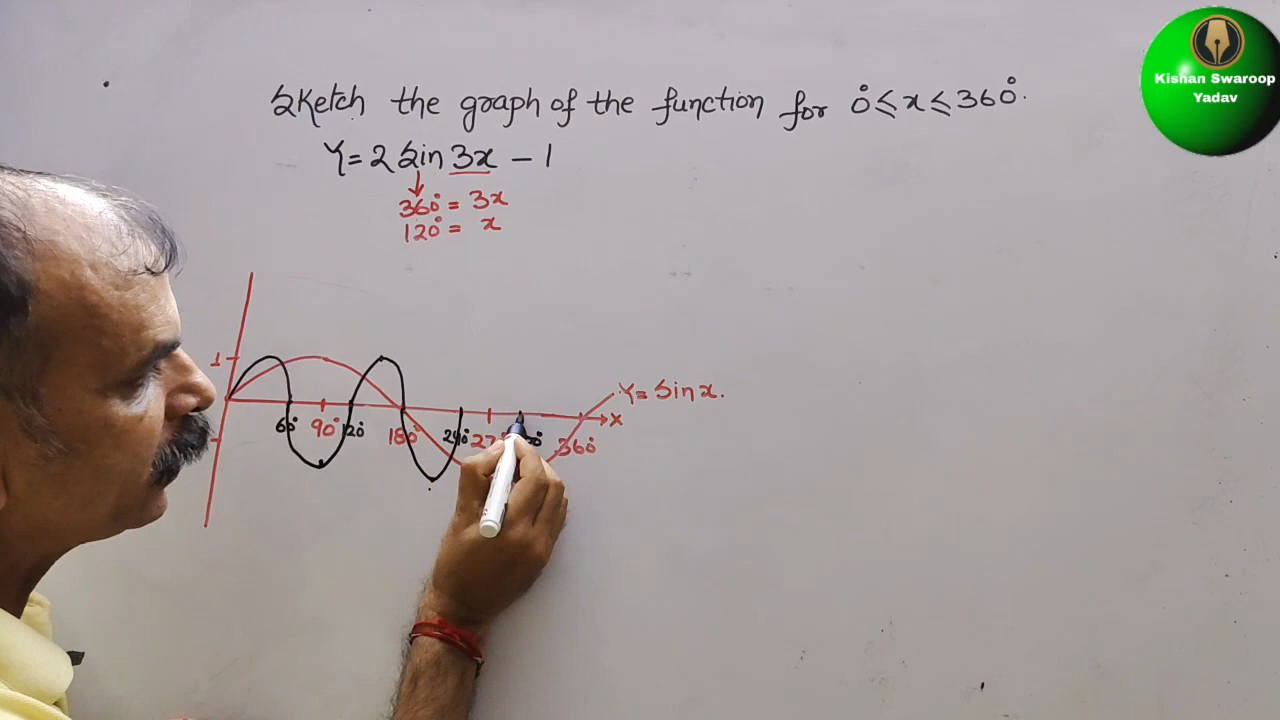 Kishan Swaroop
Yadav
Sketch the graph of the function for 0° ≤ x ≤ 360°.
Y = 2 Sin 3x - 1
360° = 3x
120° = x
1
Y = Sin x.
60° 90° 120° 180° 240° 360° x